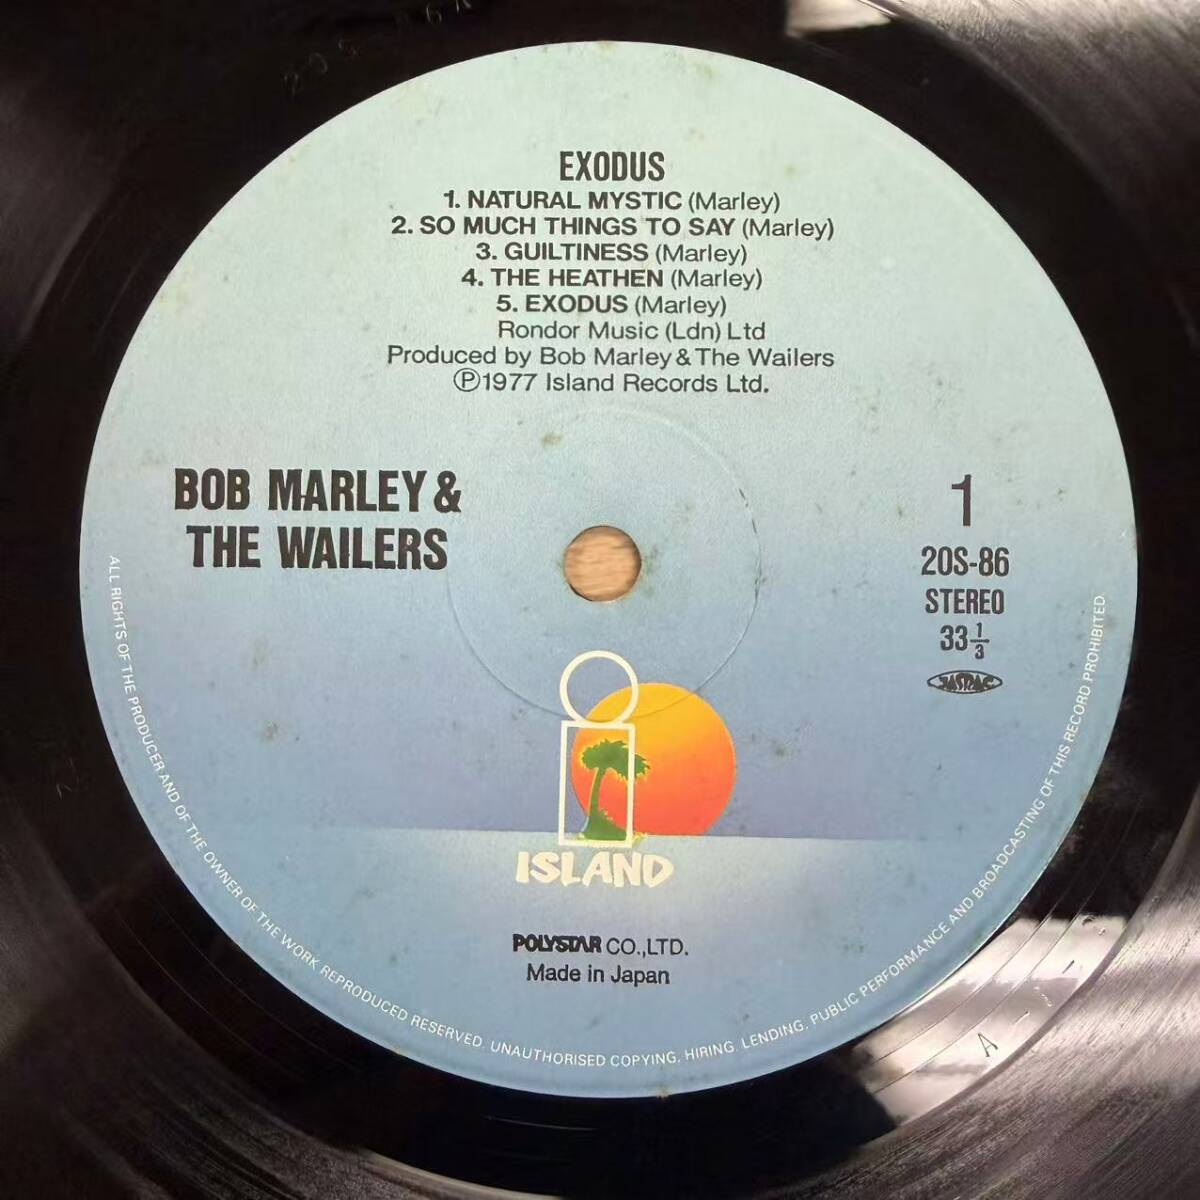 EXODUS
1. NATURAL MYSTIC (Marley)
2. SO MUCH THINGS TO SAY (Marley)
3. GUILTINESS (Marley)
4. THE HEATHEN (Marley)
5. EXODUS (Marley)
Rondor Music (Ldn) Ltd
Produced by Bob Marley & The Wailers
Ⓟ1977 Island Records Ltd.
BOB MARLEY &
THE WAILERS
1
20S-86
STEREO
33 1/3
JASRAC
ISLAND
POLYSTAR CO.,LTD.
Made in Japan
ALL RIGHTS OF THE PRODUCER AND OF THE OWNER OF THE WORK REPRODUCED RESERVED. UNAUTHORISED COPYING, HIRING, LENDING, PUBLIC PERFORMANCE AND BROADCASTING OF THIS RECORD PROHIBITED.
A